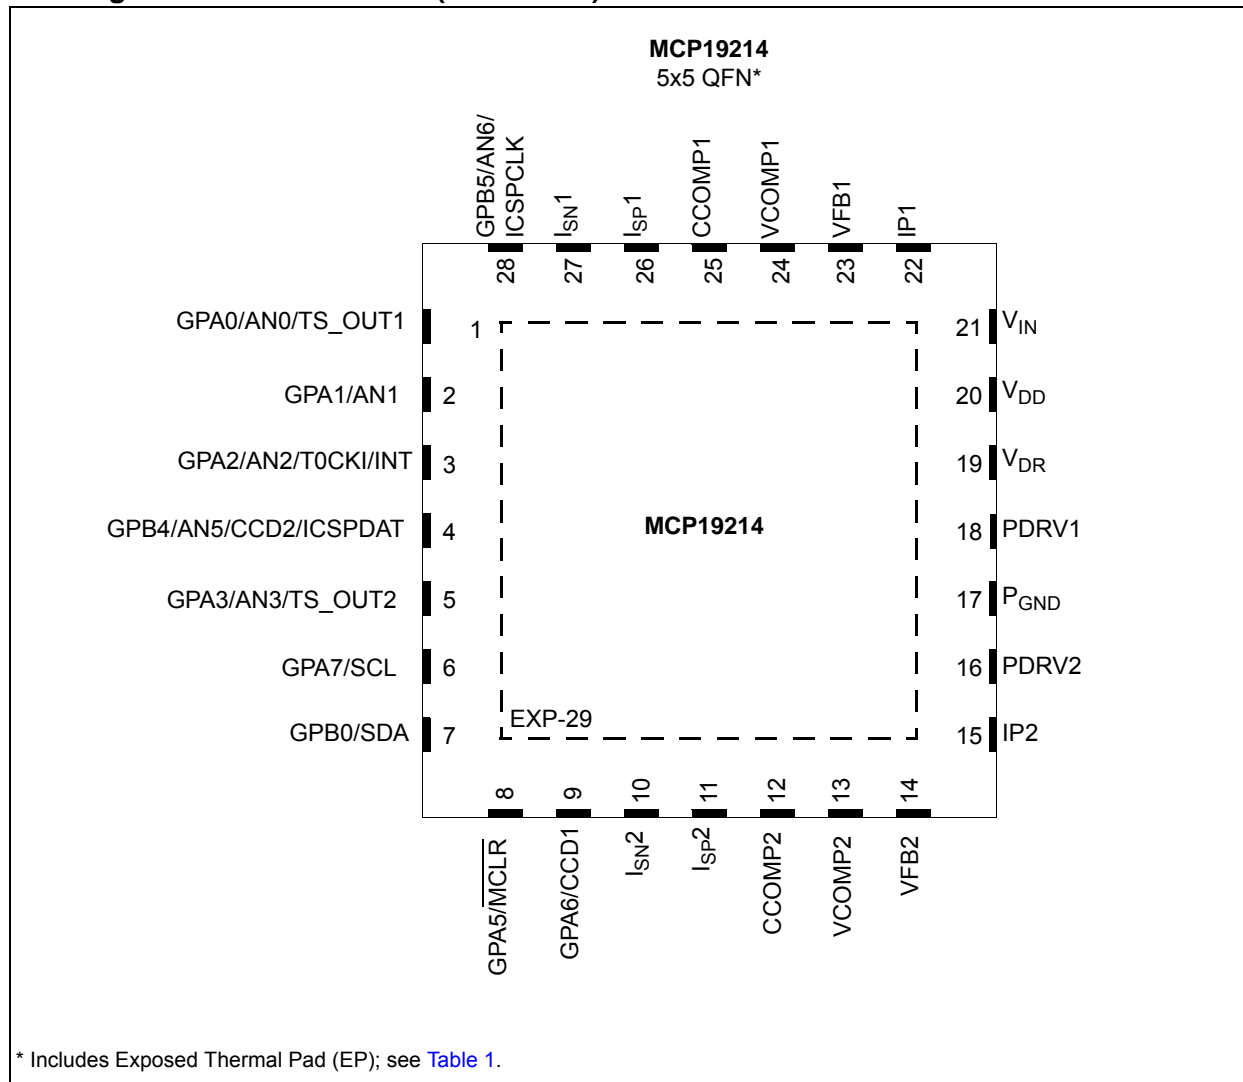 MCP19214
5x5 QFN*
GPB5/AN6/
ICSPCLK
ISN1
ISP1
CCOMP1
VCOMP1
VFB1
IP1
28
27
26
25
24
23
22
GPA0/AN0/TS_OUT1
1
21
VIN
GPA1/AN1
2
20
VDD
GPA2/AN2/T0CKI/INT
3
19
VDR
GPB4/AN5/CCD2/ICSPDAT
4
MCP19214
18
PDRV1
GPA3/AN3/TS_OUT2
5
17
PGND
GPA7/SCL
6
16
PDRV2
GPB0/SDA
7
EXP-29
15
IP2
8
9
10
11
12
13
14
GPA5/MCLR
GPA6/CCD1
ISN2
ISP2
CCOMP2
VCOMP2
VFB2
* Includes Exposed Thermal Pad (EP); see Table 1.